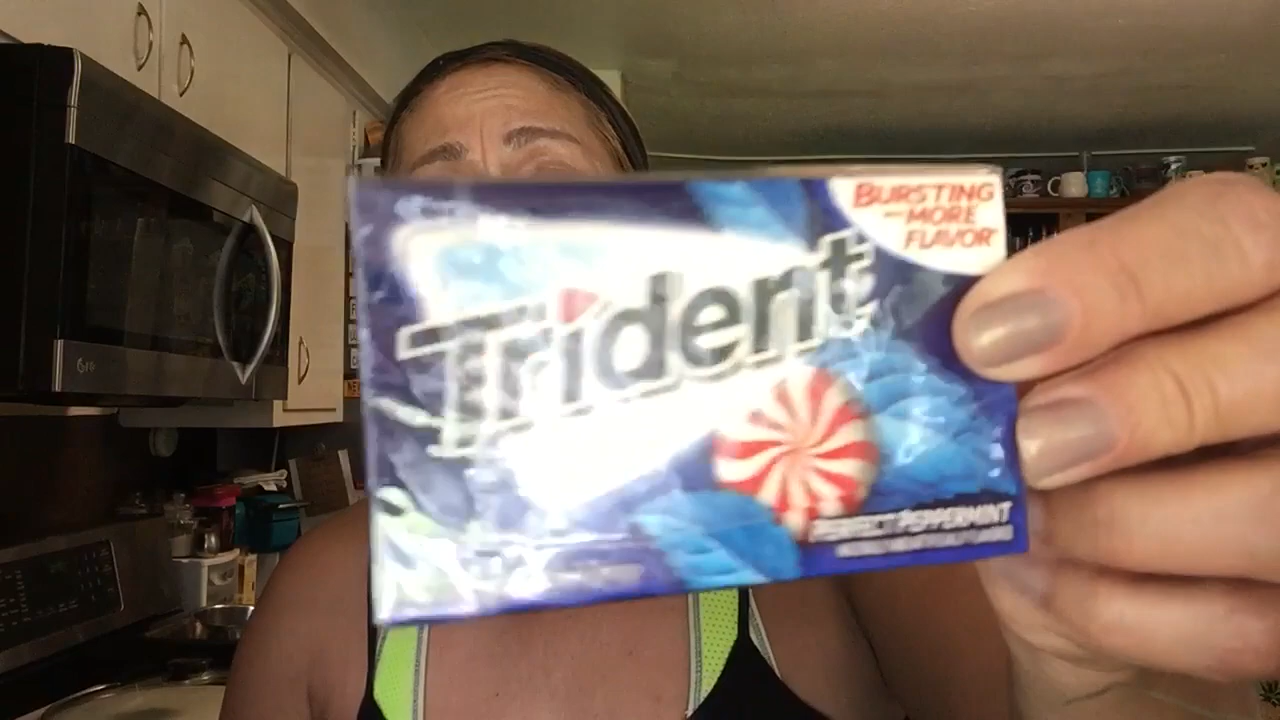 BURSTING
MORE
FLAVOR
Trident
PERFECT PEPPERMINT